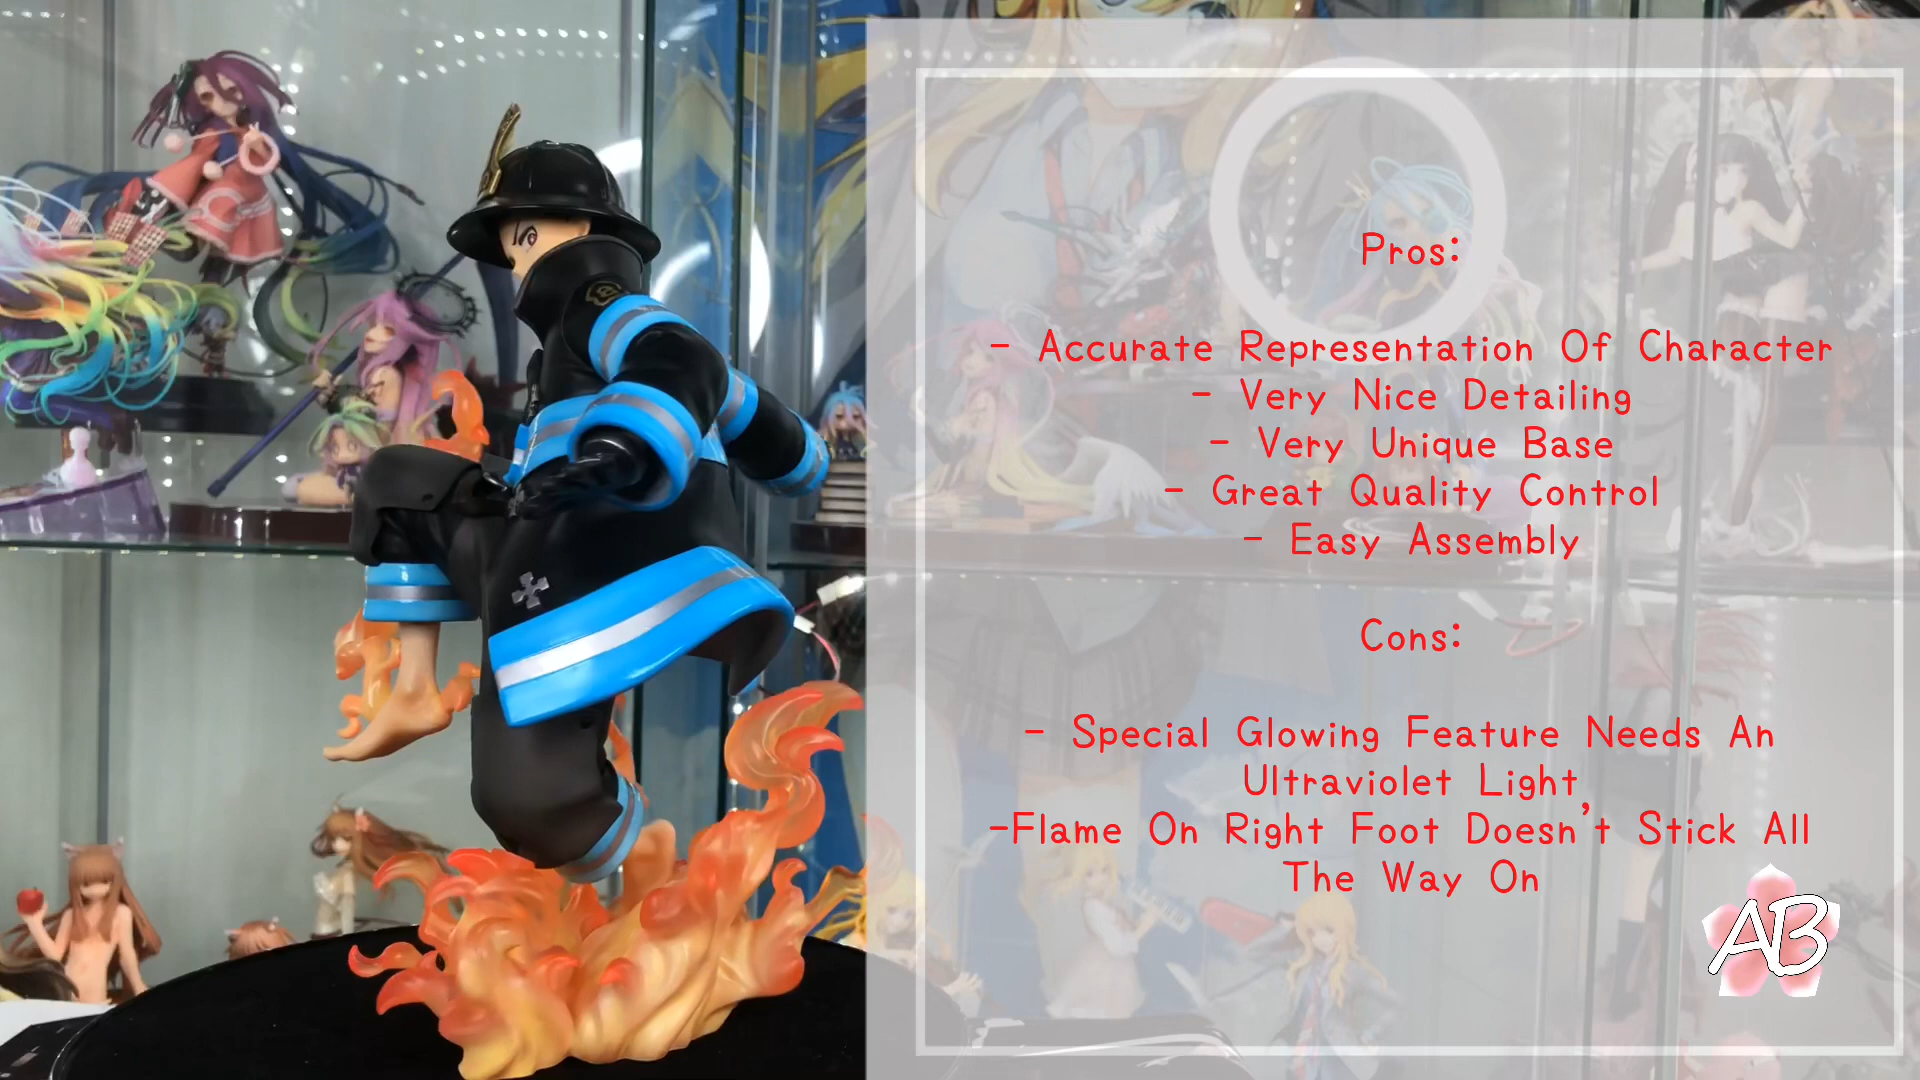 Pros:
- Accurate Representation Of Character
- Very Nice Detailing
- Very Unique Base
- Great Quality Control
- Easy Assembly
Cons:
- Special Glowing Feature Needs An
Ultraviolet Light
-Flame On Right Foot Doesn't Stick All
The Way On
AB